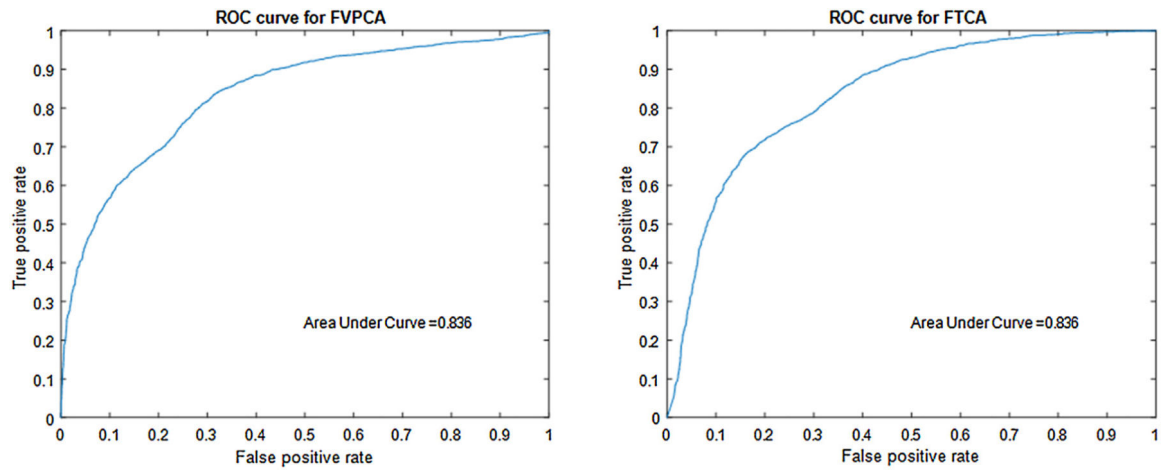 ROC curve for FVPCA
1
0.9
0.8
0.7
0.6
0.5
0.4
0.3
0.2
0.1
0
True positive rate
Area Under Curve =0.836
0 0.1 0.2 0.3 0.4 0.5 0.6 0.7 0.8 0.9 1
False positive rate
ROC curve for FTCA
1
0.9
0.8
0.7
0.6
0.5
0.4
0.3
0.2
0.1
0
True positive rate
Area Under Curve =0.836
0 0.1 0.2 0.3 0.4 0.5 0.6 0.7 0.8 0.9 1
False positive rate